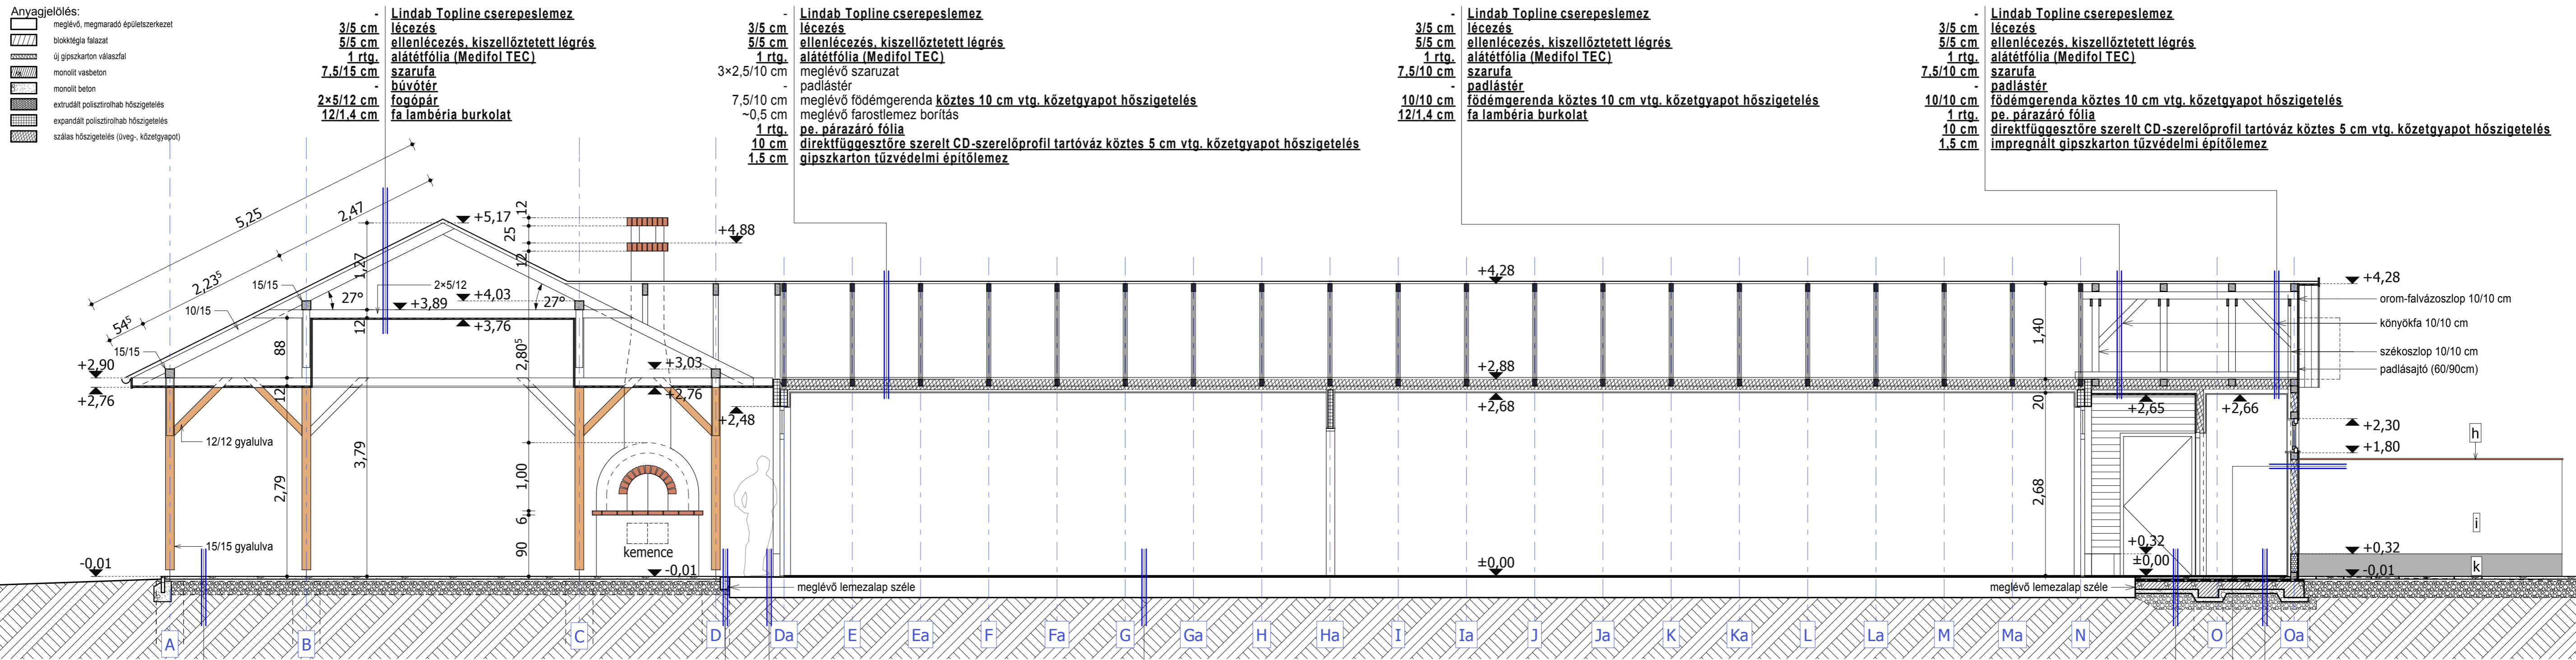 Anyagjelölés:
meglévő, megmaradó épületszerkezet
blokktégla falazat
új gipszkarton válaszfal
monolit vasbeton
monolit beton
extrudált polisztirolhab hőszigetelés
expandált polisztirolhab hőszigetelés
szálas hőszigetelés (üveg-, kőzetgyapot)
- Lindab Topline cserepeslemez
3/5 cm lécezés
5/5 cm ellenlécezés, kiszellőztetett légrés
1 rtg. alátétfólia (Medifol TEC)
7,5/15 cm szarufa
- búvótér
2×5/12 cm fogópár
12/1,4 cm fa lambéria burkolat
- Lindab Topline cserepeslemez
3/5 cm lécezés
5/5 cm ellenlécezés, kiszellőztetett légrés
1 rtg. alátétfólia (Medifol TEC)
3×2,5/10 cm meglévő szaruzat
- padlástér
7,5/10 cm meglévő födémgerenda köztes 10 cm vtg. kőzetgyapot hőszigetelés
~0,5 cm meglévő farostlemez borítás
1 rtg. pe. párazáró fólia
10 cm direktfüggesztőre szerelt CD-szerelőprofil tartóváz köztes 5 cm vtg. kőzetgyapot hőszigetelés
1,5 cm gipszkarton tűzvédelmi építőlemez
- Lindab Topline cserepeslemez
3/5 cm lécezés
5/5 cm ellenlécezés, kiszellőztetett légrés
1 rtg. alátétfólia (Medifol TEC)
7,5/10 cm szarufa
- padlástér
10/10 cm födémgerenda köztes 10 cm vtg. kőzetgyapot hőszigetelés
12/1,4 cm fa lambéria burkolat
- Lindab Topline cserepeslemez
3/5 cm lécezés
5/5 cm ellenlécezés, kiszellőztetett légrés
1 rtg. alátétfólia (Medifol TEC)
7,5/10 cm szarufa
- padlástér
10/10 cm födémgerenda köztes 10 cm vtg. kőzetgyapot hőszigetelés
1 rtg. pe. párazáró fólia
10 cm direktfüggesztőre szerelt CD-szerelőprofil tartóváz köztes 5 cm vtg. kőzetgyapot hőszigetelés
1,5 cm impregnált gipszkarton tűzvédelmi építőlemez
5,25
2,47
2,23⁵
54⁵
10/15
15/15
15/15
27°
27°
1,27
2×5/12
+5,17
+4,03
+3,89
+3,76
12
25
12
+4,88
12
88
12
2,80⁵
+3,03
+2,76
+2,48
+2,90
+2,76
12/12 gyalulva
15/15 gyalulva
2,79
3,79
1,00
6
90
kemence
-0,01
-0,01
+4,28
+2,88
+2,68
±0,00
1,40
20
2,68
+2,65
+2,66
+0,32
±0,00
+4,28
orom-falvázoszlop 10/10 cm
könyökfa 10/10 cm
székoszlop 10/10 cm
padlásajtó (60/90cm)
+2,30
+1,80
+0,32
-0,01
h
i
k
meglévő lemezalap széle
meglévő lemezalap széle
A B C D Da E Ea F Fa G Ga H Ha I Ia J Ja K Ka L La M Ma N O Oa